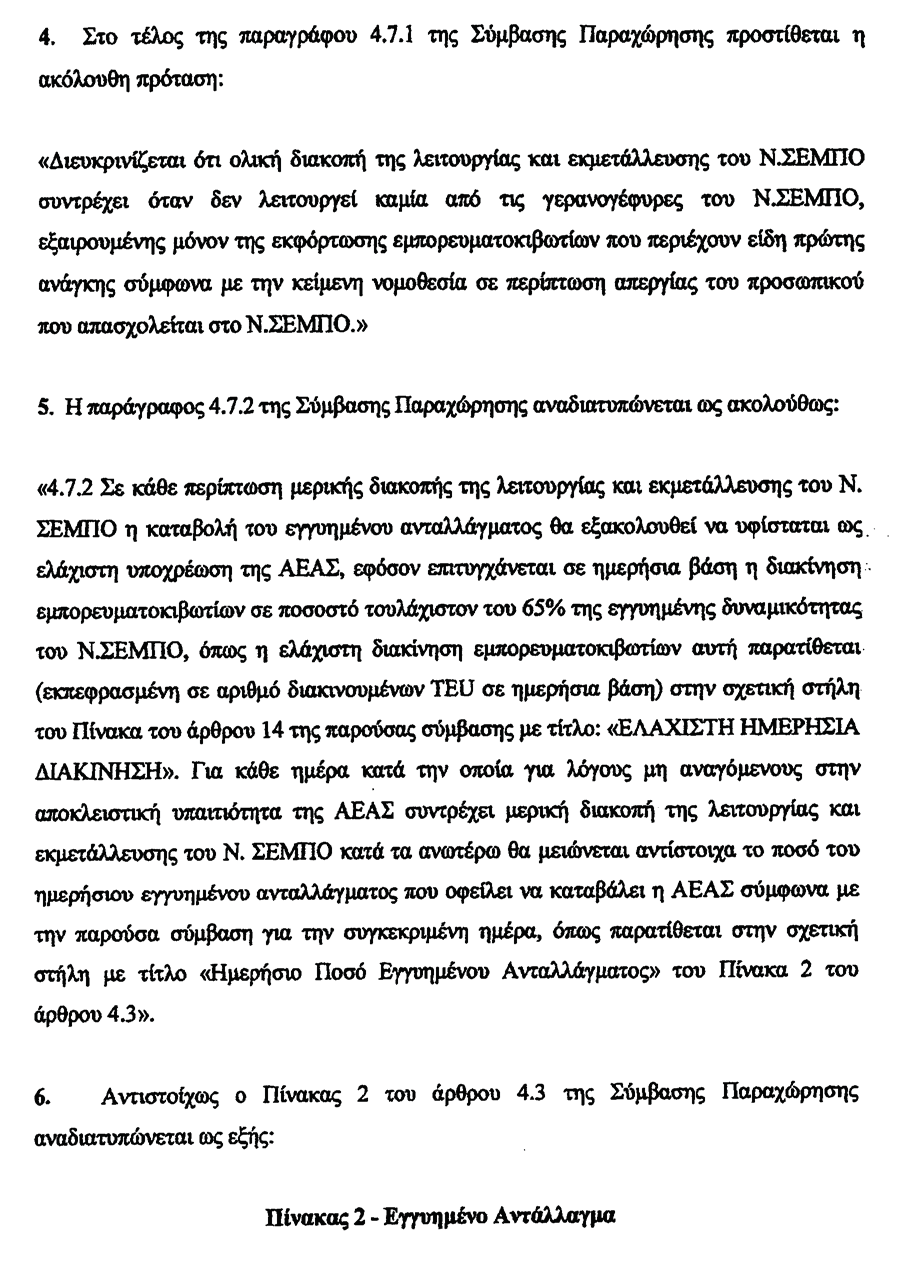 4. Στο τέλος της παραγράφου 4.7.1 της Σύμβασης Παραχώρησης προστίθεται η
ακόλουθη πρόταση:
«Διευκρινίζεται ότι ολική διακοπή της λειτουργίας και εκμετάλλευσης του Ν.ΣΕΜΠΟ
συντρέχει όταν δεν λειτουργεί καμία από τις γερανογέφυρες του Ν.ΣΕΜΠΟ,
εξαιρουμένης μόνον της εκφόρτωσης εμπορευματοκιβωτίων που περιέχουν είδη πρώτης
ανάγκης σύμφωνα με την κείμενη νομοθεσία σε περίπτωση απεργίας του προσωπικού
που απασχολείται στο Ν.ΣΕΜΠΟ.»
5. Η παράγραφος 4.7.2 της Σύμβασης Παραχώρησης αναδιατυπώνεται ως ακολούθως:
«4.7.2 Σε κάθε περίπτωση μερικής διακοπής της λειτουργίας και εκμετάλλευσης του Ν.
ΣΕΜΠΟ η καταβολή του εγγυημένου ανταλλάγματος θα εξακολουθεί να υφίσταται ως
ελάχιστη υποχρέωση της ΑΕΑΣ, εφόσον επιτυγχάνεται σε ημερήσια βάση η διακίνηση
εμπορευματοκιβωτίων σε ποσοστό τουλάχιστον του 65% της εγγυημένης δυναμικότητας
του Ν.ΣΕΜΠΟ, όπως η ελάχιστη διακίνηση εμπορευματοκιβωτίων αυτή παρατίθεται
(εκπεφρασμένη σε αριθμό διακινουμένων TEU σε ημερήσια βάση) στην σχετική στήλη
του Πίνακα του άρθρου 14 της παρούσας σύμβασης με τίτλο: «ΕΛΑΧΙΣΤΗ ΗΜΕΡΗΣΙΑ
ΔΙΑΚΙΝΗΣΗ». Για κάθε ημέρα κατά την οποία για λόγους μη αναγόμενους στην
αποκλειστική υπαιτιότητα της ΑΕΑΣ συντρέχει μερική διακοπή της λειτουργίας και
εκμετάλλευσης του Ν. ΣΕΜΠΟ κατά τα ανωτέρω θα μειώνεται αντίστοιχα το ποσό του
ημερήσιου εγγυημένου ανταλλάγματος που οφείλει να καταβάλει η ΑΕΑΣ σύμφωνα με
την παρούσα σύμβαση για την συγκεκριμένη ημέρα, όπως παρατίθεται στην σχετική
στήλη με τίτλο «Ημερήσιο Ποσό Εγγυημένου Ανταλλάγματος» του Πίνακα 2 του
άρθρου 4.3».
6. Αντιστοίχως ο Πίνακας 2 του άρθρου 4.3 της Σύμβασης Παραχώρησης
αναδιατυπώνεται ως εξής:
Πίνακας 2 - Εγγυημένο Αντάλλαγμα